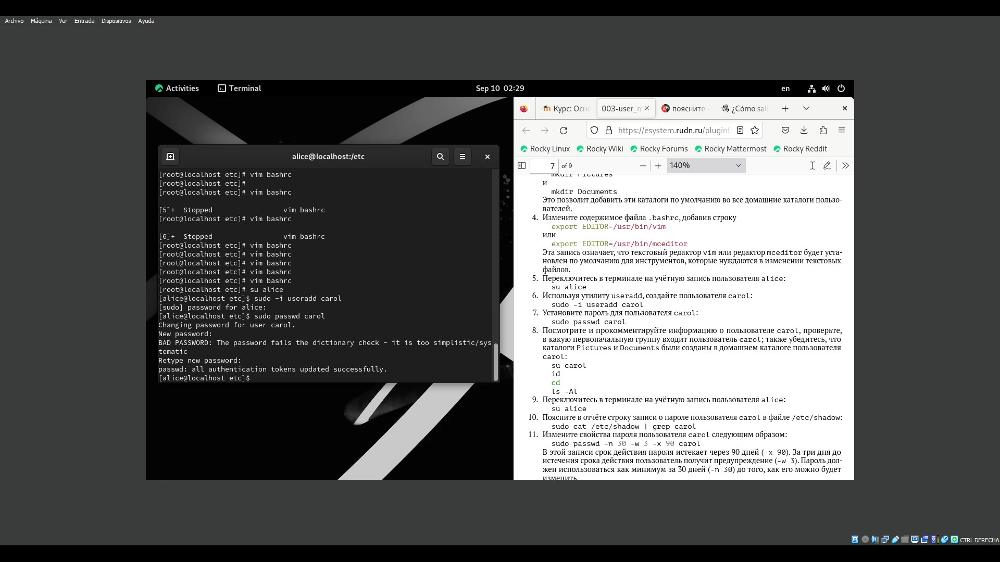 Archivo Máquina Ver Entrada Dispositivos Ayuda
Activities Terminal Sep 10 02:29 en
alice@localhost:/etc
[root@localhost etc]# vim bashrc
[root@localhost etc]#
[root@localhost etc]# vim bashrc
[5]+ Stopped vim bashrc
[root@localhost etc]# vim bashrc
[6]+ Stopped vim bashrc
[root@localhost etc]# vim bashrc
[root@localhost etc]# vim bashrc
[root@localhost etc]# vim bashrc
[root@localhost etc]# vim bashrc
[root@localhost etc]# vim bashrc
[root@localhost etc]# su alice
[alice@localhost etc]$ sudo -i useradd carol
[sudo] password for alice:
[alice@localhost etc]$ sudo passwd carol
Changing password for user carol.
New password:
BAD PASSWORD: The password fails the dictionary check - it is too simplistic/sys
tematic
Retype new password:
passwd: all authentication tokens updated successfully.
[alice@localhost etc]$
Курс: Осно 003-user_m поясните - ¿Cómo sali
https://esystem.rudn.ru/pluginf
Rocky Linux Rocky Wiki Rocky Forums Rocky Mattermost Rocky Reddit
7 of 9 140%
mkdir Pictures
и
mkdir Documents
Это позволит добавить эти каталоги по умолчанию во все домашние каталоги пользо-
вателей.
4. Измените содержимое файла .bashrc, добавив строку
export EDITOR=/usr/bin/vim
или
export EDITOR=/usr/bin/mceditor
Эта запись означает, что текстовый редактор vim или редактор mceditor будет уста-
новлен по умолчанию для инструментов, которые нуждаются в изменении текстовых
файлов.
5. Переключитесь в терминале на учётную запись пользователя alice:
su alice
6. Используя утилиту useradd, создайте пользователя carol:
sudo -i useradd carol
7. Установите пароль для пользователя carol:
sudo passwd carol
8. Посмотрите и прокомментируйте информацию о пользователе carol, проверьте,
в какую первоначальную группу входит пользователь carol; также убедитесь, что
каталоги Pictures и Documents были созданы в домашнем каталоге пользователя
carol:
su carol
id
cd
ls -Al
9. Переключитесь в терминале на учётную запись пользователя alice:
su alice
10. Поясните в отчёте строку записи о пароле пользователя carol в файле /etc/shadow:
sudo cat /etc/shadow | grep carol
11. Измените свойства пароля пользователя carol следующим образом:
sudo passwd -n 30 -w 3 -x 90 carol
В этой записи срок действия пароля истекает через 90 дней (-x 90). За три дня до
истечения срока действия пользователь получит предупреждение (-w 3). Пароль дол-
жен использоваться как минимум за 30 дней (-n 30) до того, как его можно будет
изменить.
CTRL DERECHA